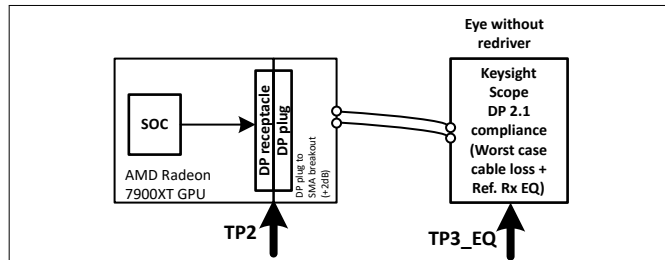 Eye without
redriver
SOC
DP receptacle
DP plug
DP plug to
SMA breakout
(+2dB)
AMD Radeon
7900XT GPU
Keysight
Scope
DP 2.1
compliance
(Worst case
cable loss +
Ref. Rx EQ)
TP2
TP3_EQ